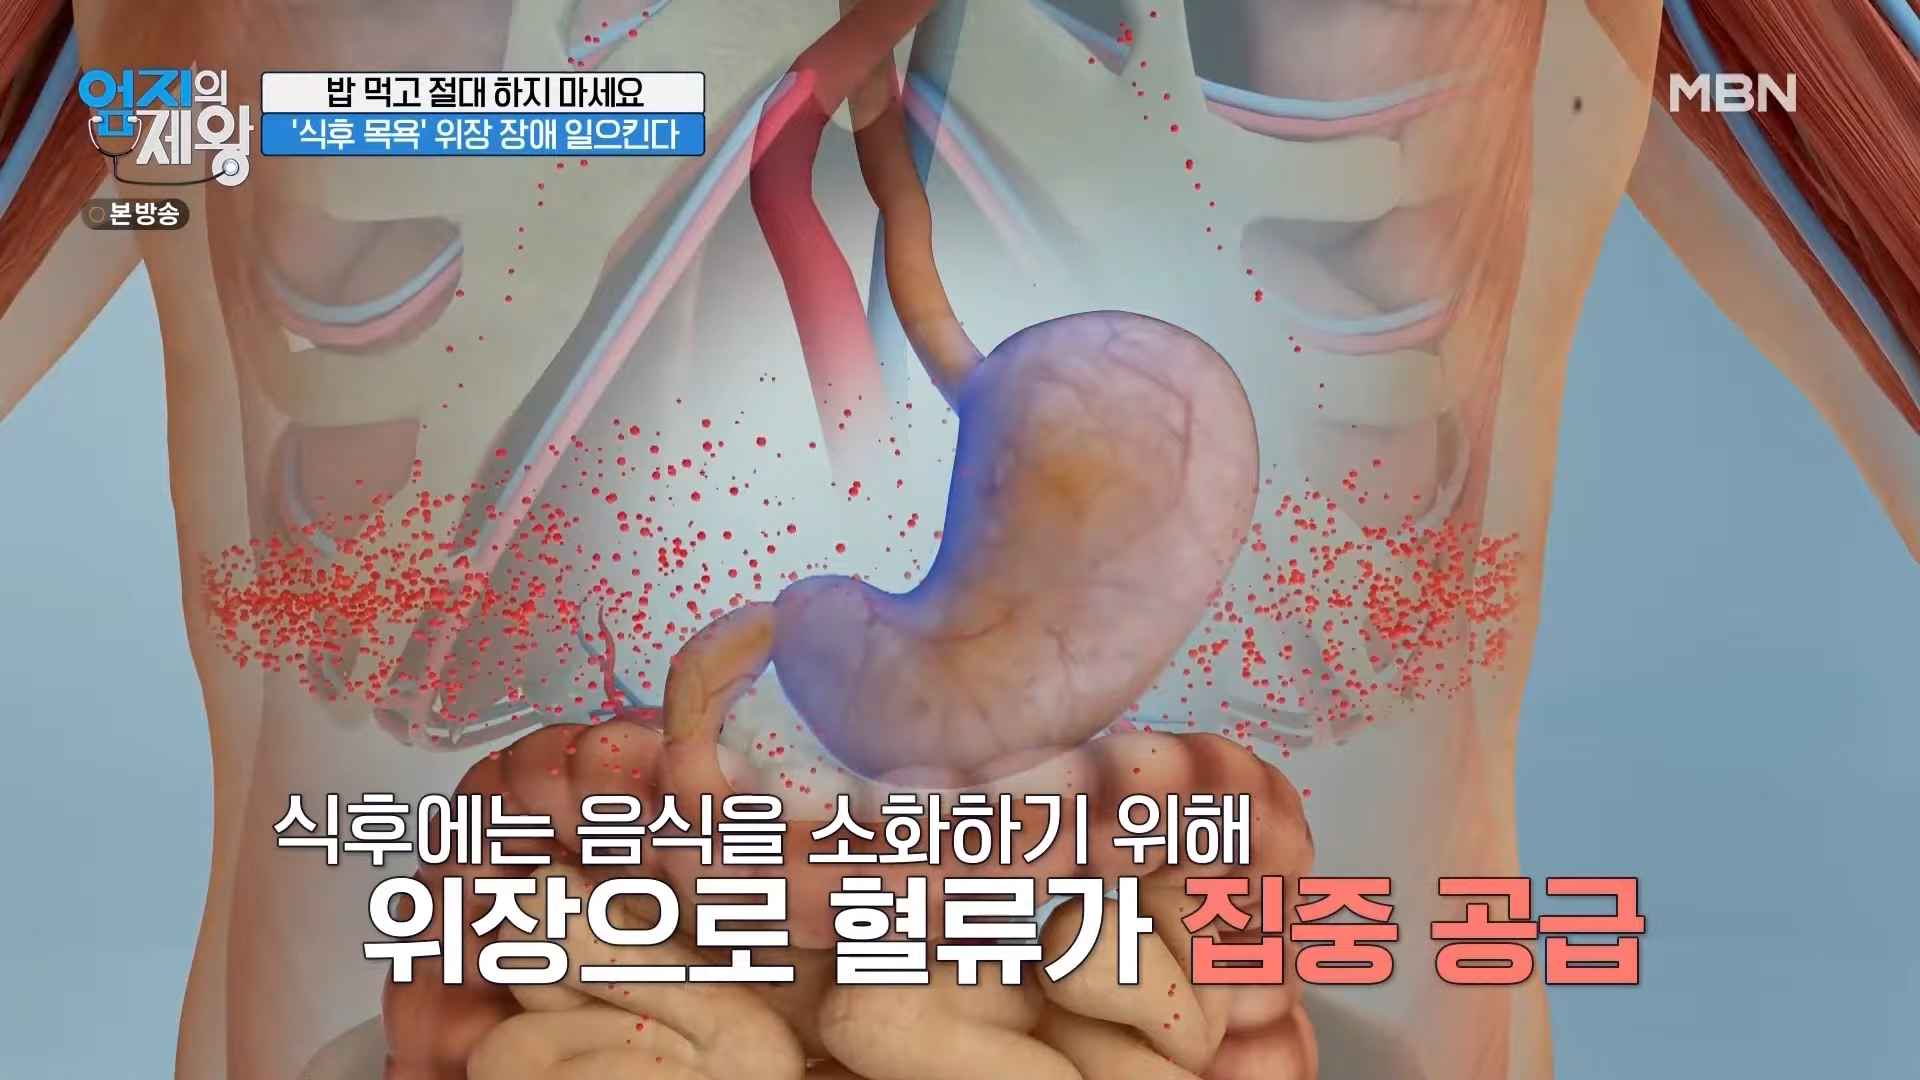 엄지의 제왕
밥 먹고 절대 하지 마세요
'식후 목욕' 위장 장애 일으킨다
MBN
본방송
식후에는 음식을 소화하기 위해
위장으로 혈류가 집중 공급